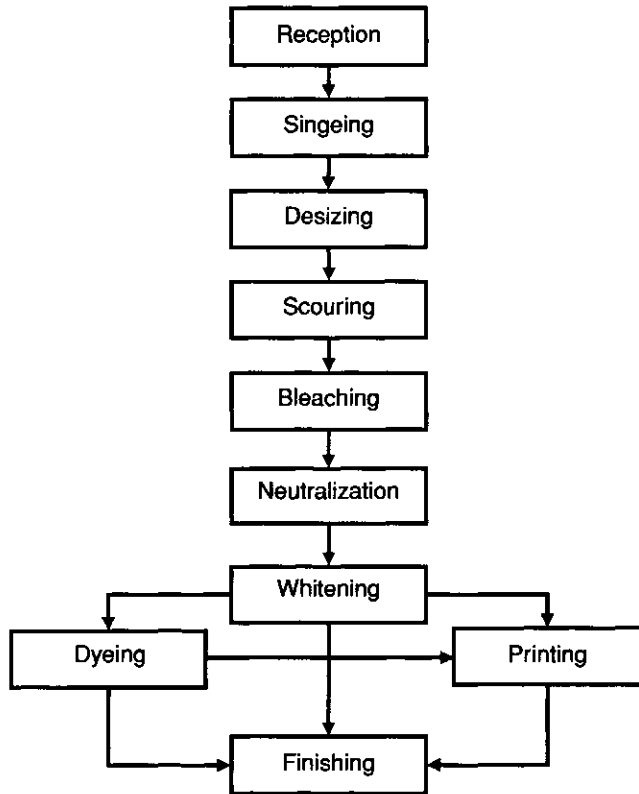 Reception
Singeing
Desizing
Scouring
Bleaching
Neutralization
Whitening
Dyeing
Printing
Finishing